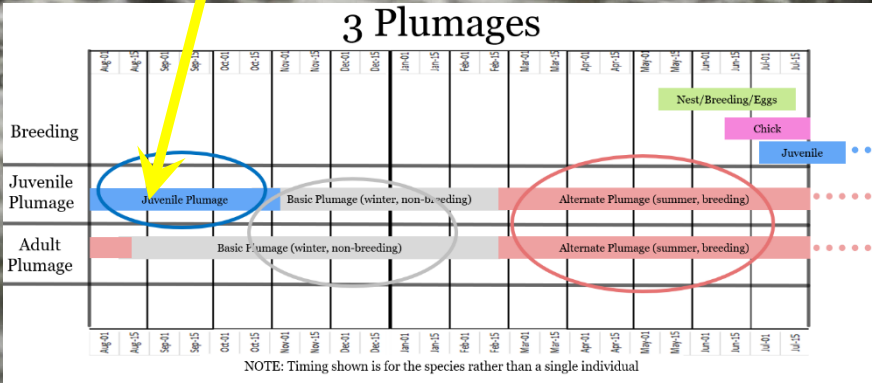 3 Plumages
Aug-01 Aug-15 Sep-01 Sep-15 Oct-01 Oct-15 Nov-01 Nov-15 Dec-01 Dec-15 Jan-01 Jan-15 Feb-01 Feb-15 Mar-01 Mar-15 Apr-01 Apr-15 May-01 May-15 Jun-01 Jun-15 Jul-01 Jul-15
Nest/Breeding/Eggs
Breeding
Chick
Juvenile
Juvenile
Plumage
Juvenile Plumage
Basic Plumage (winter, non-breeding)
Alternate Plumage (summer, breeding)
Adult
Plumage
Basic Plumage (winter, non-breeding)
Alternate Plumage (summer, breeding)
Aug-01 Aug-15 Sep-01 Sep-15 Oct-01 Oct-15 Nov-01 Nov-15 Dec-01 Dec-15 Jan-01 Jan-15 Feb-01 Feb-15 Mar-01 Mar-15 Apr-01 Apr-15 May-01 May-15 Jun-01 Jun-15 Jul-01 Jul-15
NOTE: Timing shown is for the species rather than a single individual